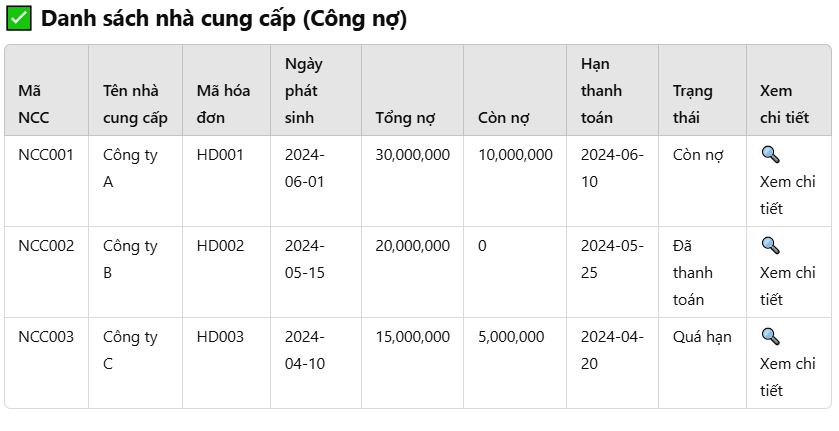 ✅ Danh sách nhà cung cấp (Công nợ)
Mã NCC | Tên nhà cung cấp | Mã hóa đơn | Ngày phát sinh | Tổng nợ | Còn nợ | Hạn thanh toán | Trạng thái | Xem chi tiết
NCC001 | Công ty A | HD001 | 2024-06-01 | 30,000,000 | 10,000,000 | 2024-06-10 | Còn nợ | 🔍 Xem chi tiết
NCC002 | Công ty B | HD002 | 2024-05-15 | 20,000,000 | 0 | 2024-05-25 | Đã thanh toán | 🔍 Xem chi tiết
NCC003 | Công ty C | HD003 | 2024-04-10 | 15,000,000 | 5,000,000 | 2024-04-20 | Quá hạn | 🔍 Xem chi tiết